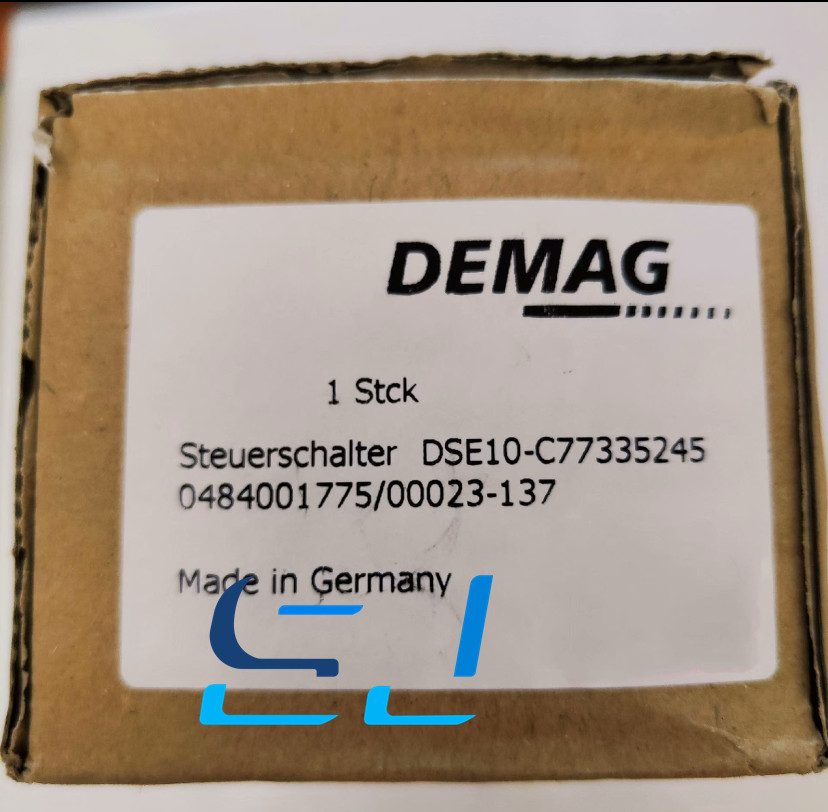 DEMAG
1 Stck
Steuerschalter DSE10-C77335245
0484001775/00023-137
Made in Germany